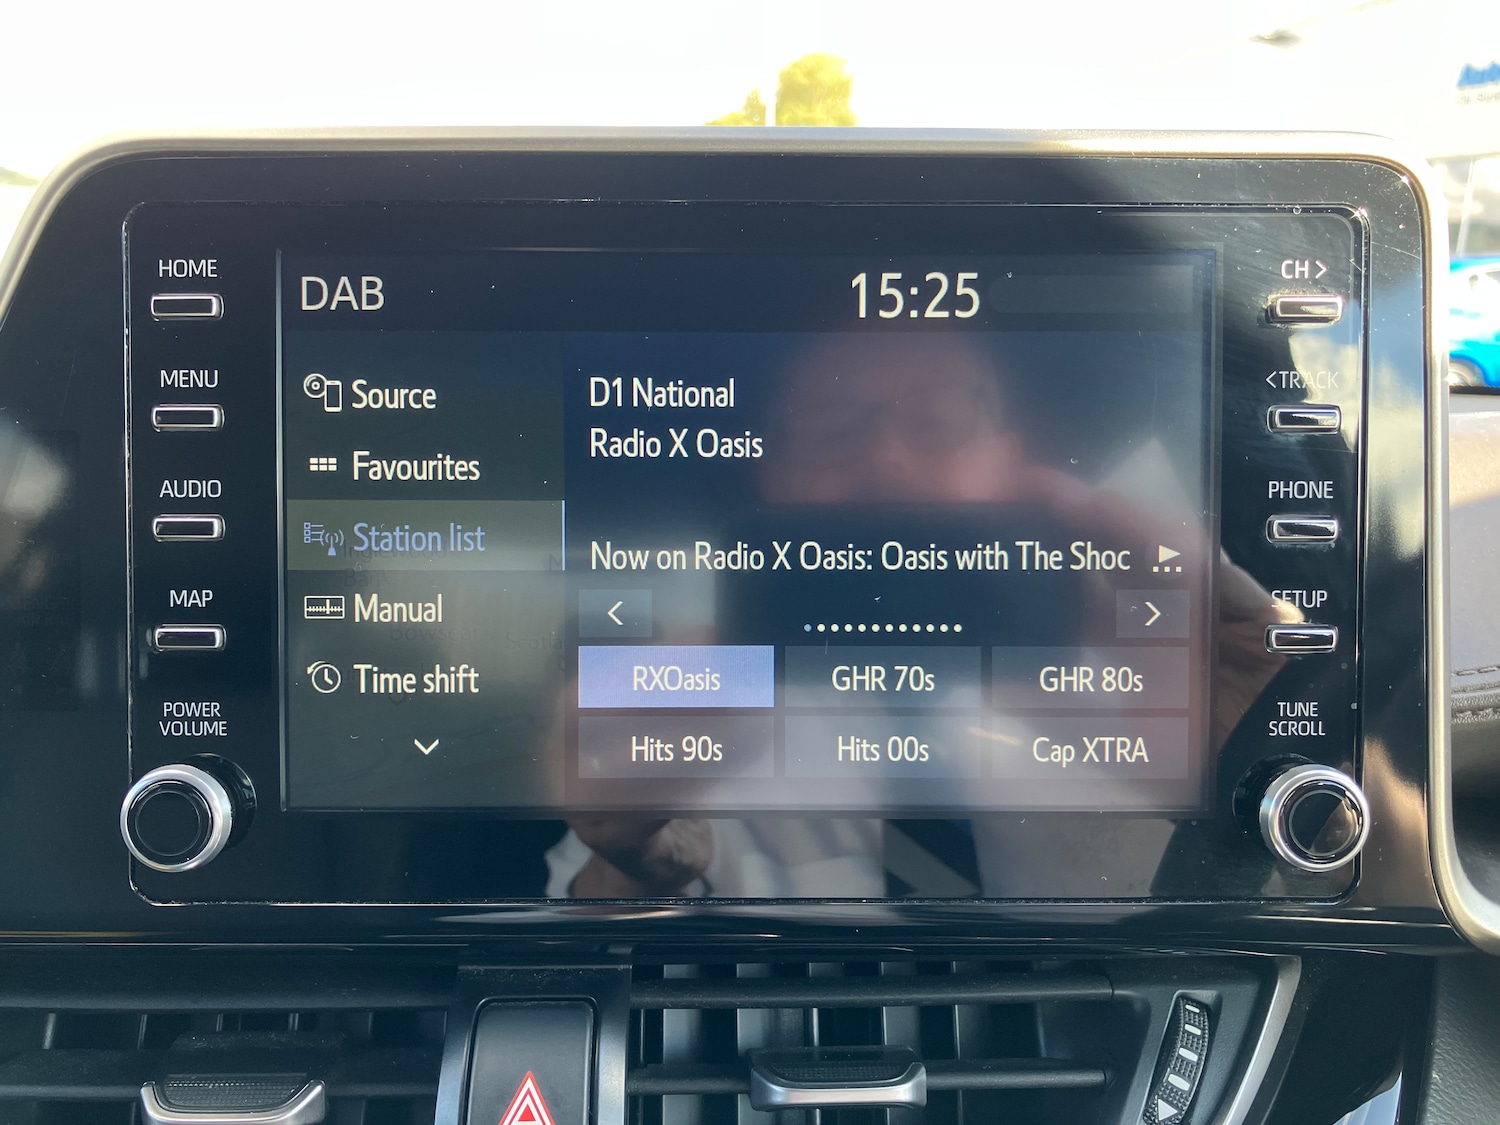 HOME
MENU
AUDIO
MAP
POWER
VOLUME
DAB
15:25
Source
Favourites
Station list
Manual
Time shift
D1 National
Radio X Oasis
Now on Radio X Oasis: Oasis with The Shoc
RXOasis
GHR 70s
GHR 80s
Hits 90s
Hits 00s
Cap XTRA
CH >
< TRACK
PHONE
SETUP
TUNE
SCROLL